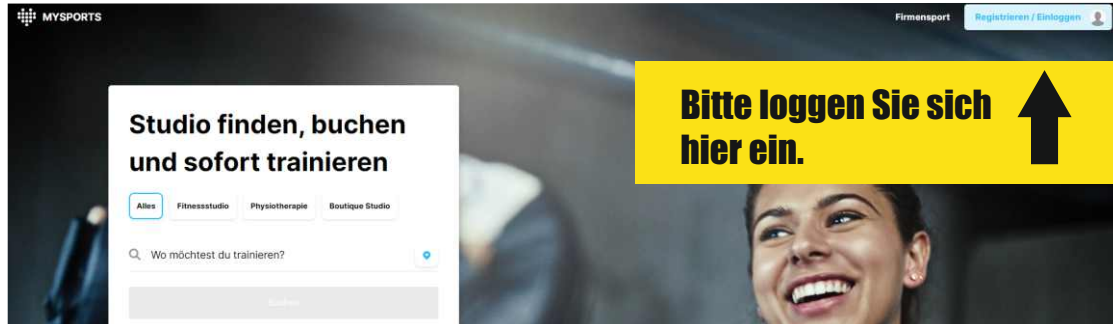 MYSPORTS
Firmensport
Registrieren / Einloggen
Bitte loggen Sie sich
hier ein.
Studio finden, buchen
und sofort trainieren
Alles
Fitnessstudio
Physiotherapie
Boutique Studio
Wo möchtest du trainieren?
Suchen